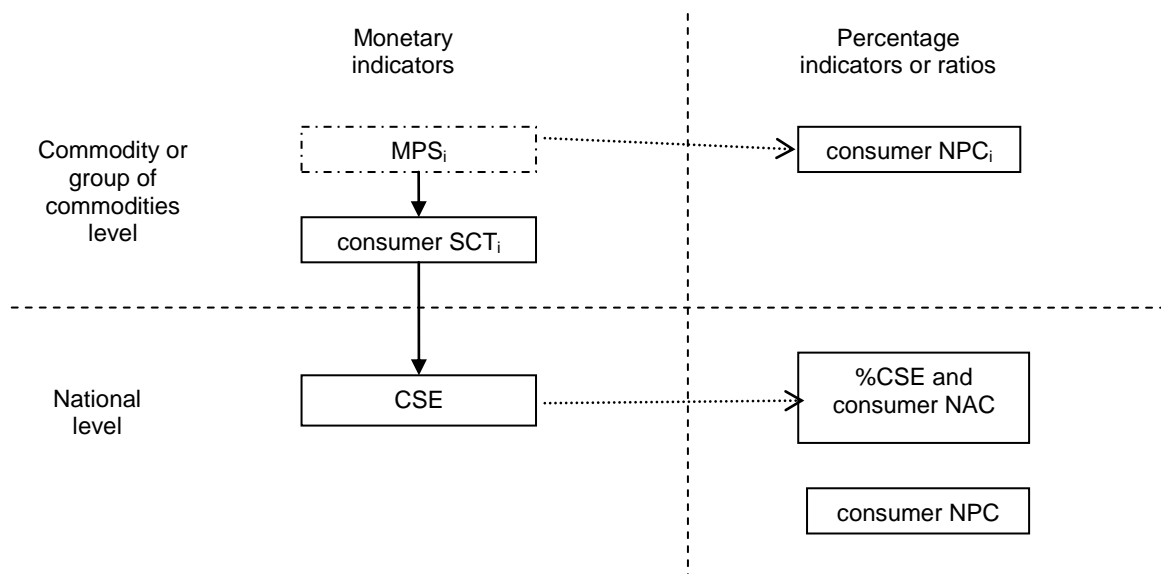 Monetary
indicators
Percentage
indicators or ratios
Commodity or
group of
commodities
level
MPSi
consumer NPCi
consumer SCTi
National
level
CSE
%CSE and
consumer NAC
consumer NPC